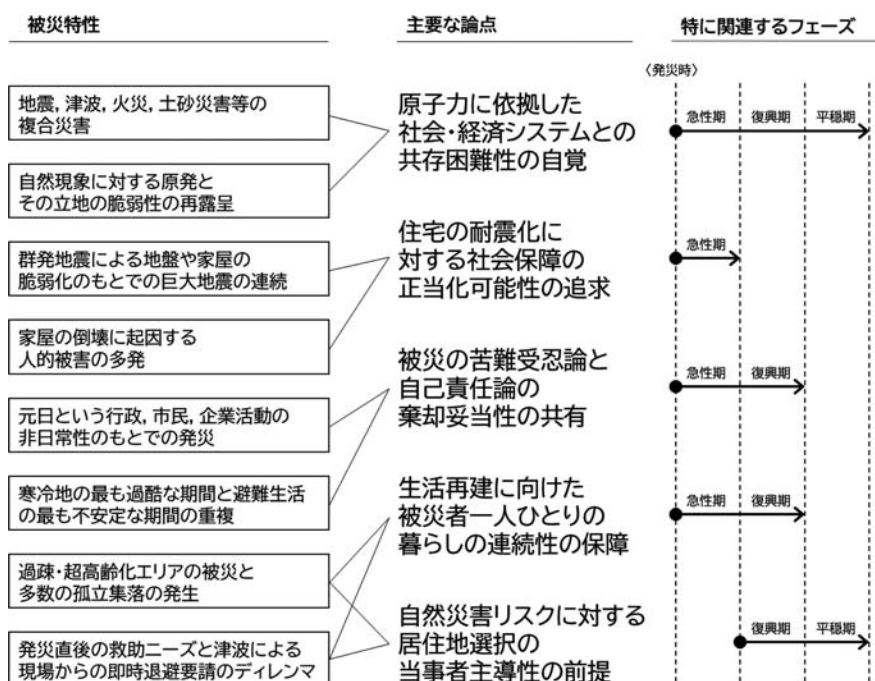 被災特性
主要な論点
特に関連するフェーズ
〈発災時〉
地震, 津波, 火災, 土砂災害等の
複合災害
自然現象に対する原発と
その立地の脆弱性の再露呈
群発地震による地盤や家屋の
脆弱化のもとでの巨大地震の連続
家屋の倒壊に起因する
人的被害の多発
元日という行政, 市民, 企業活動の
非日常性のもとでの発災
寒冷地の最も過酷な期間と避難生活
の最も不安定な期間の重複
過疎・超高齢化エリアの被災と
多数の孤立集落の発生
発災直後の救助ニーズと津波による
現場からの即時退避要請のディレンマ
原子力に依拠した
社会・経済システムとの
共存困難性の自覚
住宅の耐震化に
対する社会保障の
正当化可能性の追求
被災の苦難受忍論と
自己責任論の
棄却妥当性の共有
生活再建に向けた
被災者一人ひとりの
暮らしの連続性の保障
自然災害リスクに対する
居住地選択の
当事者主導性の前提
急性期 復興期 平穏期
急性期
急性期 復興期
急性期 復興期
復興期 平穏期